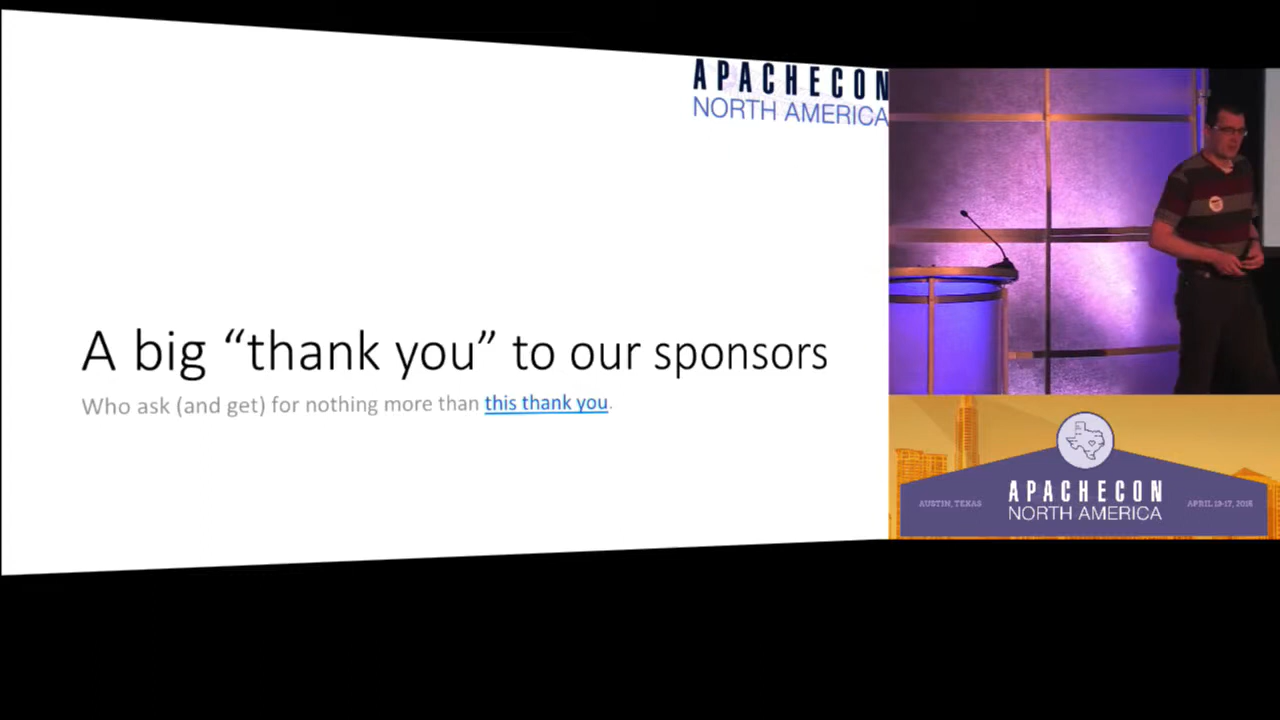 APACHECON
NORTH AMERICA
A big “thank you” to our sponsors
Who ask (and get) for nothing more than this thank you.
AUSTIN, TEXAS
APACHECON
NORTH AMERICA
APRIL 13-17, 2015